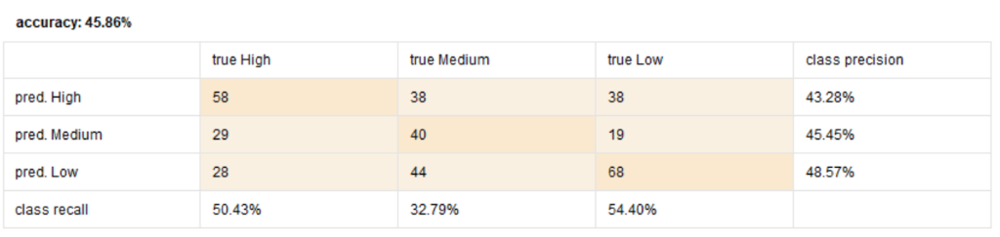 accuracy: 45.86%
true High true Medium true Low class precision
pred. High 58 38 38 43.28%
pred. Medium 29 40 19 45.45%
pred. Low 28 44 68 48.57%
class recall 50.43% 32.79% 54.40%